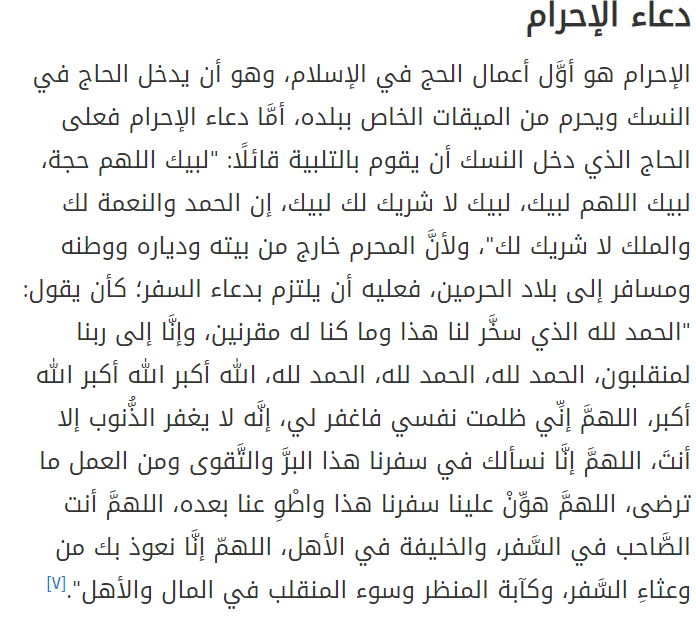 دعاء الإحرام
الإحرام هو أوَّل أعمال الحج في الإسلام، وهو أن يدخل الحاج في
النسك ويحرم من الميقات الخاص ببلده، أمَّا دعاء الإحرام فعلى
الحاج الذي دخل النسك أن يقوم بالتلبية قائلًا: "لبيك اللهم حجة،
لبيك اللهم لبيك، لبيك لا شريك لك لبيك، إن الحمد والنعمة لك
والملك لا شريك لك"، ولأنَّ المحرم خارج من بيته ودياره ووطنه
ومسافر إلى بلاد الحرمين، فعليه أن يلتزم بدعاء السفر؛ كأن يقول:
"الحمد لله الذي سخَّر لنا هذا وما كنا له مقرنين، وإنَّا إلى ربنا
لمنقلبون، الحمد لله، الحمد لله، الحمد لله، الله أكبر الله أكبر الله
أكبر، اللهمَّ إنِّي ظلمت نفسي فاغفر لي، إنَّه لا يغفر الذُّنوب إلا
أنتَ، اللهمَّ إنَّا نسألك في سفرنا هذا البرَّ والتَّقوى ومن العمل ما
ترضى، اللهمَّ هوِّنْ علينا سفرنا هذا واطْوِ عنا بعده، اللهمَّ أنت
الصَّاحب في السَّفر، والخليفة في الأهل، اللهمّ إنَّا نعوذ بك من
وعثاءِ السَّفر، وكآبة المنظر وسوء المنقلب في المال والأهل".[٧]